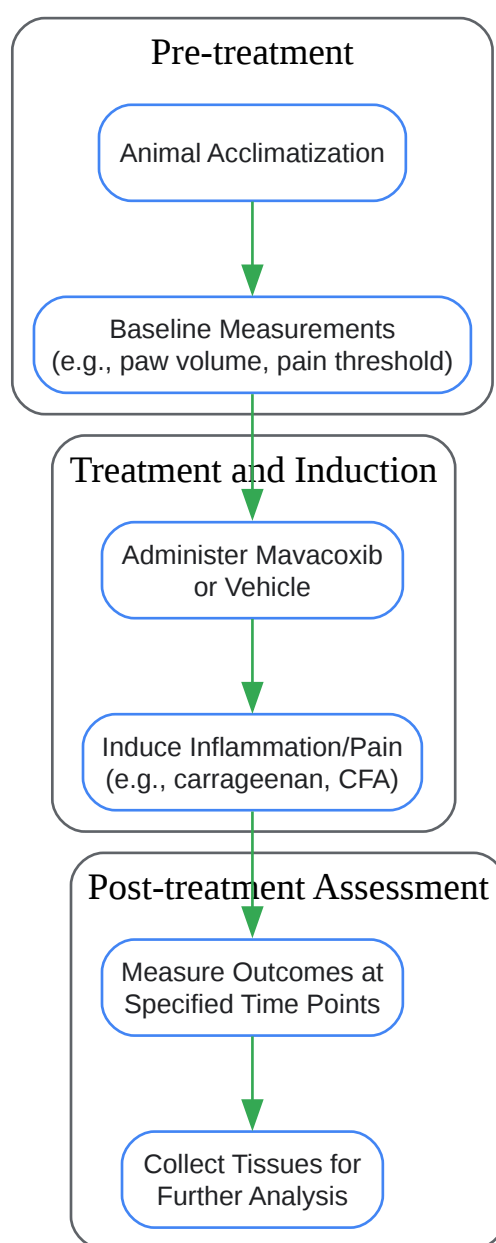 Pre-treatment
Animal Acclimatization
Baseline Measurements
(e.g., paw volume, pain threshold)
Treatment and Induction
Administer Mavacoxib
or Vehicle
Induce Inflammation/Pain
(e.g., carrageenan, CFA)
Post-treatment Assessment
Measure Outcomes at
Specified Time Points
Collect Tissues for
Further Analysis